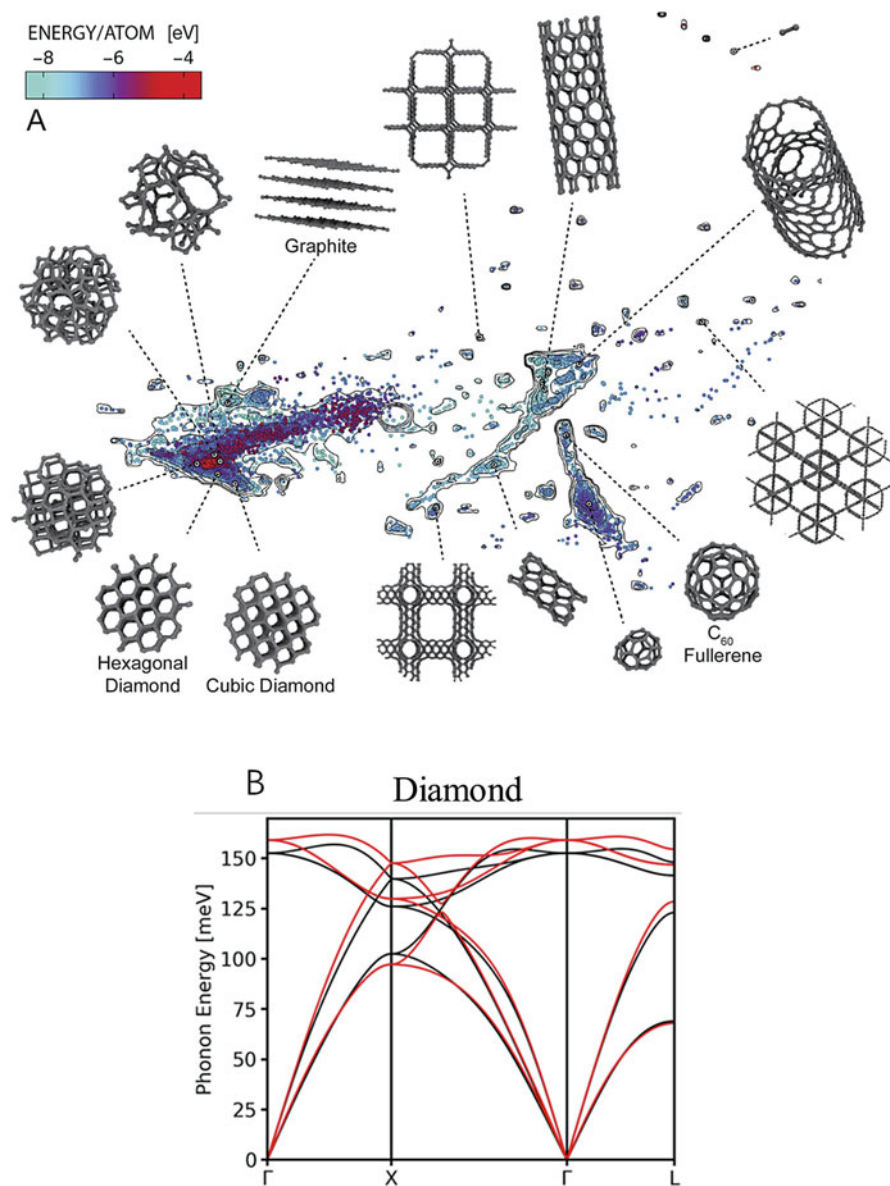 ENERGY/ATOM [eV]
−8 −6 −4
A
Graphite
Hexagonal
Diamond
Cubic Diamond
C₆₀
Fullerene
B
Diamond
Phonon Energy [meV]
150
125
100
75
50
25
0
Γ X Γ L